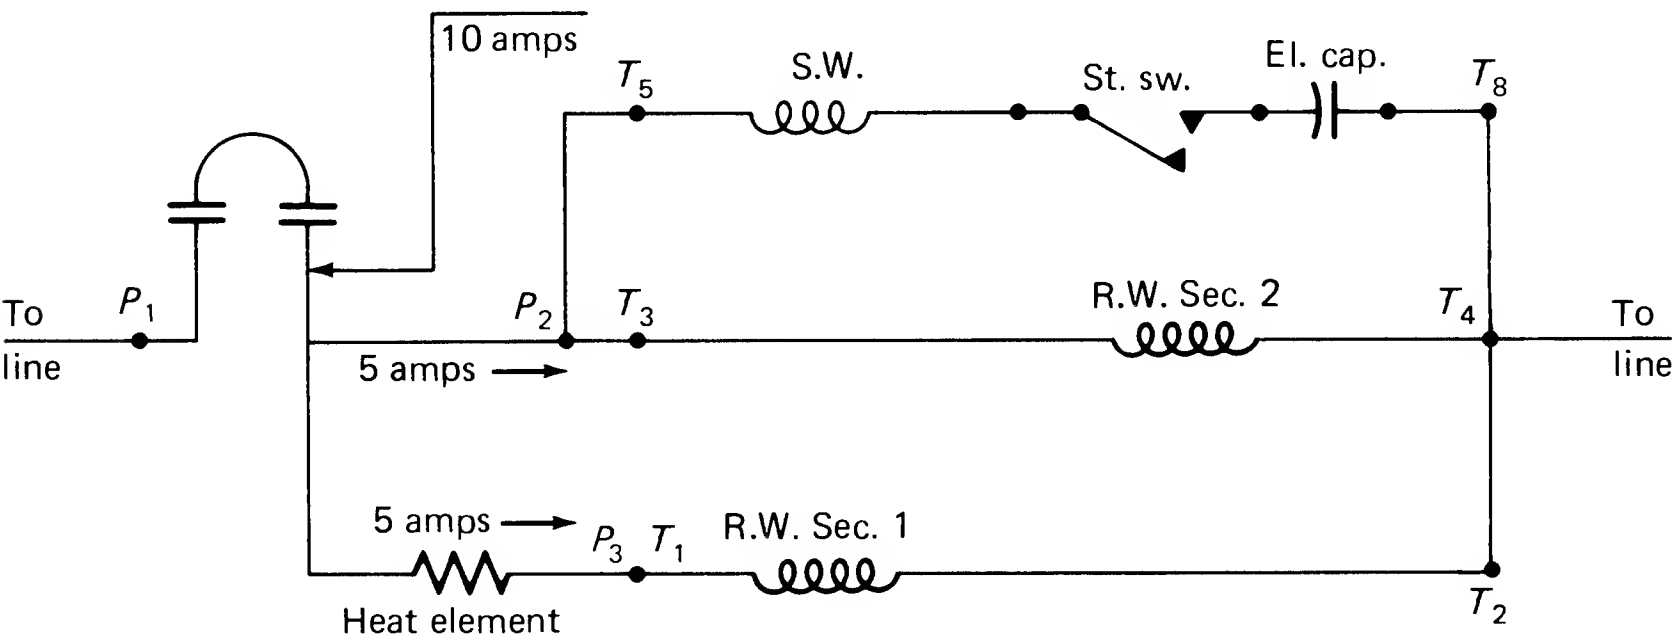 10 amps
T5
S.W.
St. sw.
El. cap.
T8
To
line
P1
P2
T3
R.W. Sec. 2
T4
To
line
5 amps
5 amps
P3
T1
R.W. Sec. 1
Heat element
T2